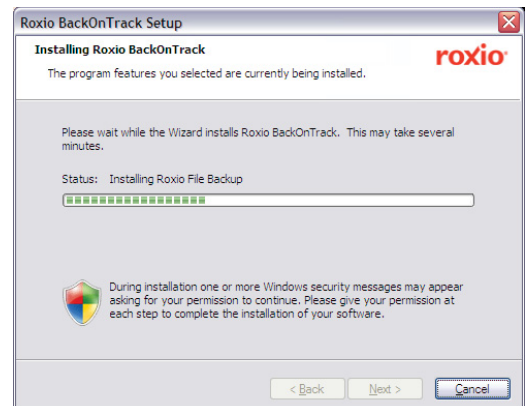 Roxio BackOnTrack Setup
Installing Roxio BackOnTrack
roxio
The program features you selected are currently being installed.
Please wait while the Wizard installs Roxio BackOnTrack. This may take several
minutes.
Status: Installing Roxio File Backup
During installation one or more Windows security messages may appear
asking for your permission to continue. Please give your permission at
each step to complete the installation of your software.
< Back
Next >
Cancel